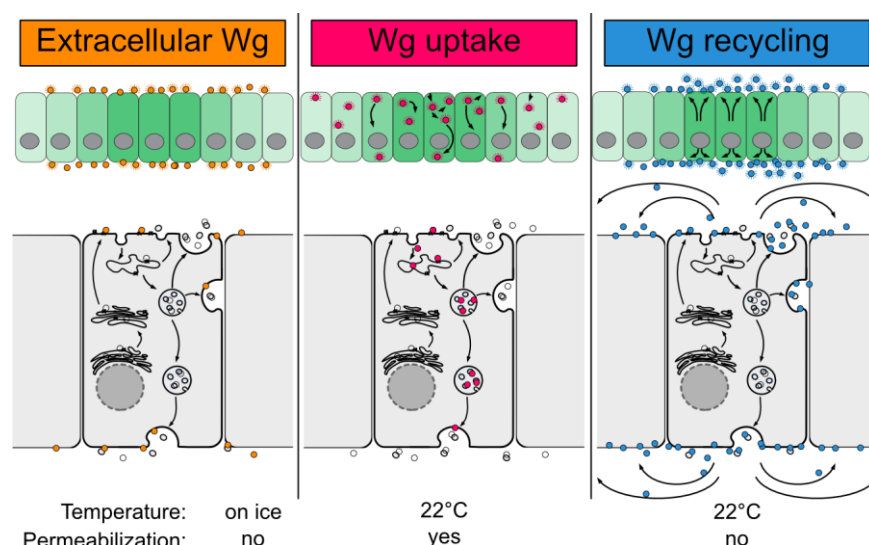 Extracellular Wg Wg uptake Wg recycling
Temperature: on ice 22°C 22°C
Permeabilization: no yes no